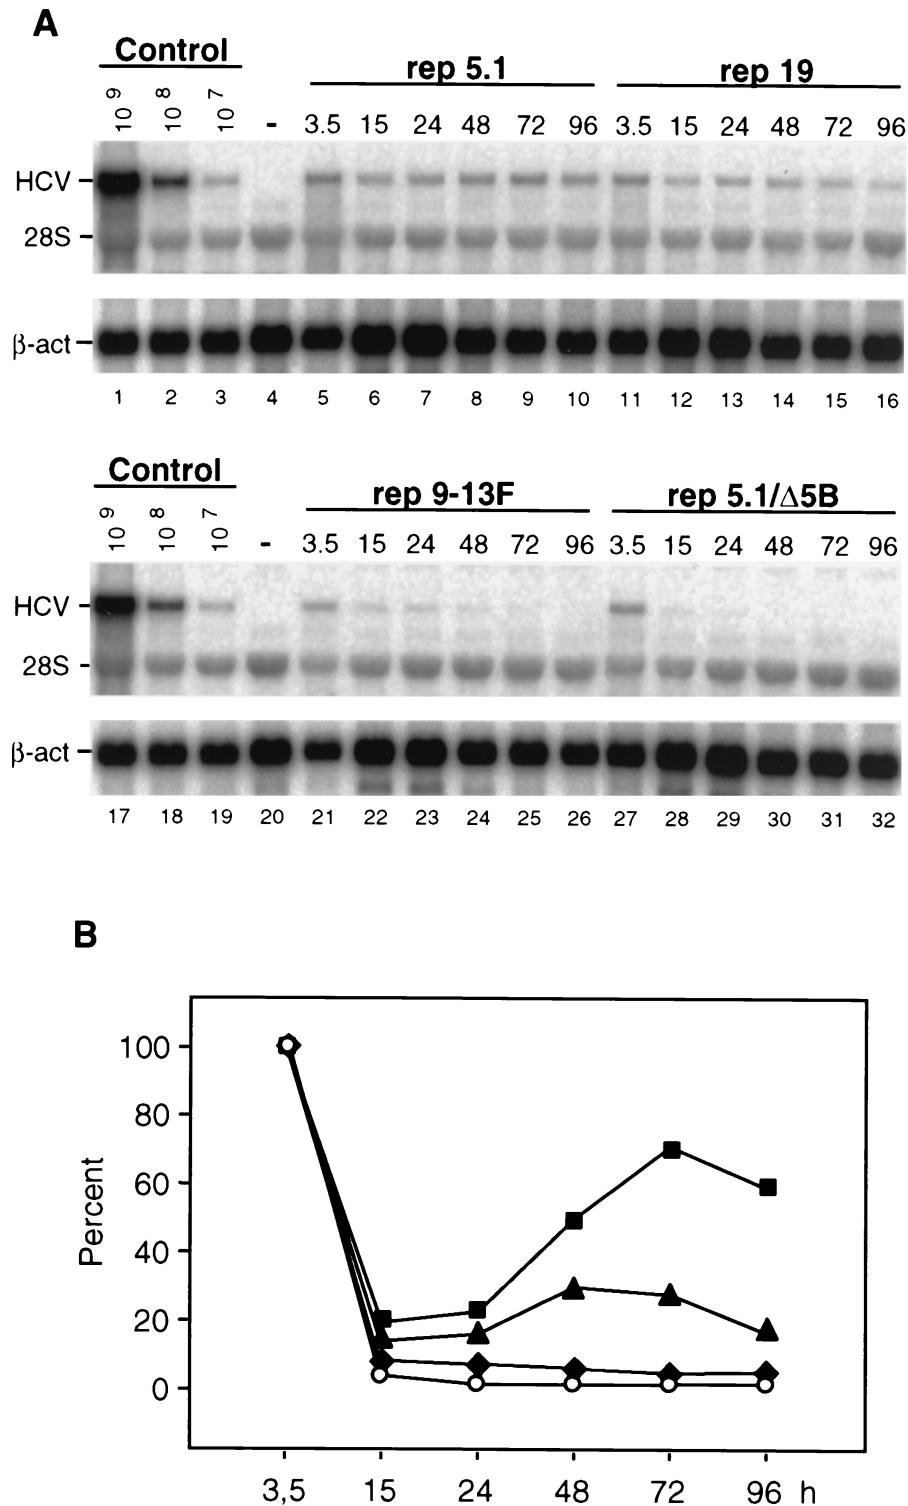 A
Control
rep 5.1
rep 19
10 9
10 8
10 7
- 3.5 15 24 48 72 96 3.5 15 24 48 72 96
HCV
28S
β-act
1 2 3 4 5 6 7 8 9 10 11 12 13 14 15 16
Control
rep 9-13F
rep 5.1/Δ5B
10 9
10 8
10 7
- 3.5 15 24 48 72 96 3.5 15 24 48 72 96
HCV
28S
β-act
17 18 19 20 21 22 23 24 25 26 27 28 29 30 31 32
B
Percent
100
80
60
40
20
0
3,5 15 24 48 72 96 h